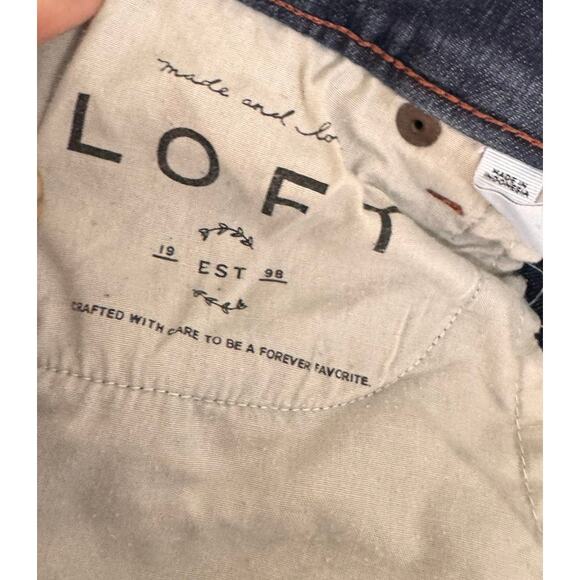 made and
LOFT
19 EST 98
CRAFTED WITH CARE TO BE A FOREVER FAVORITE.
MADE IN
INDONESIA